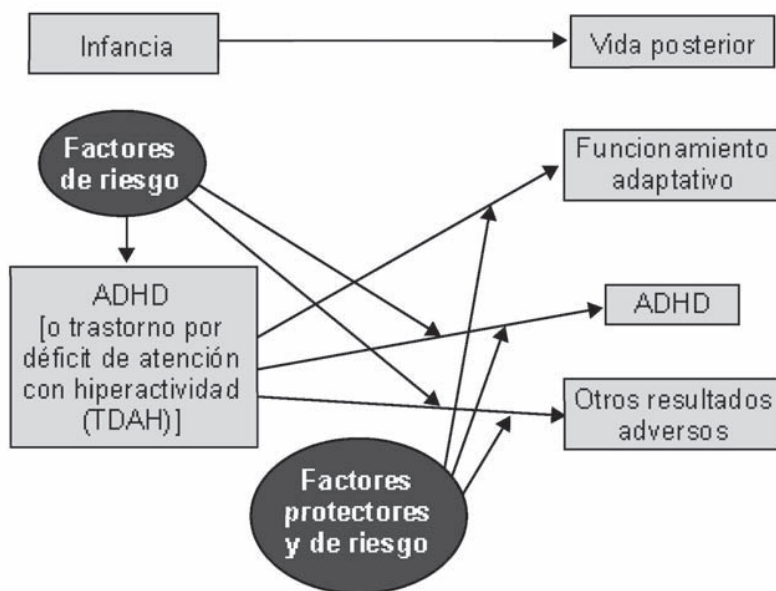 Infancia
Vida posterior
Factores
de riesgo
Funcionamiento
adaptativo
ADHD
[o trastorno por
déficit de atención
con hiperactividad
(TDAH)]
ADHD
Otros resultados
adversos
Factores
protectores
y de riesgo